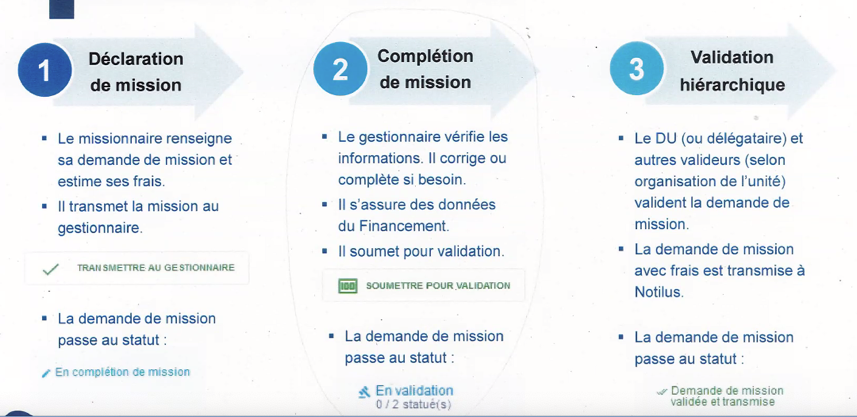 1
Déclaration
de mission
Le missionnaire renseigne
sa demande de mission et
estime ses frais.
Il transmet la mission au
gestionnaire.
TRANSMETTRE AU GESTIONNAIRE
La demande de mission
passe au statut :
En complétion de mission
2
Complétion
de mission
Le gestionnaire vérifie les
informations. Il corrige ou
complète si besoin.
Il s'assure des données
du Financement.
Il soumet pour validation.
100 SOUMETTRE POUR VALIDATION
La demande de mission
passe au statut :
En validation
0 / 2 statué(s)
3
Validation
hiérarchique
Le DU (ou délégataire) et
autres valideurs (selon
organisation de l'unité)
valident la demande de
mission.
La demande de mission
avec frais est transmise à
Notilus.
La demande de mission
passe au statut :
Demande de mission
validée et transmise